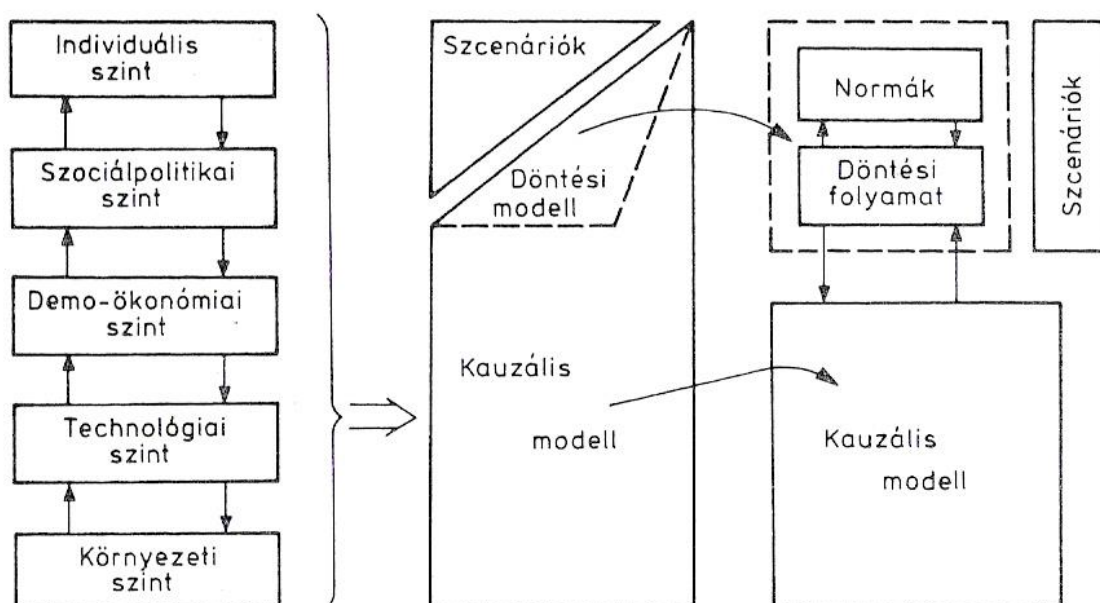 Individuális
szint
Szociálpolitikai
szint
Demo-ökonómiai
szint
Technológiai
szint
Környezeti
szint
Szcenáriók
Döntési
modell
Kauzális
modell
Normák
Döntési
folyamat
Kauzális
modell
Szcenáriók